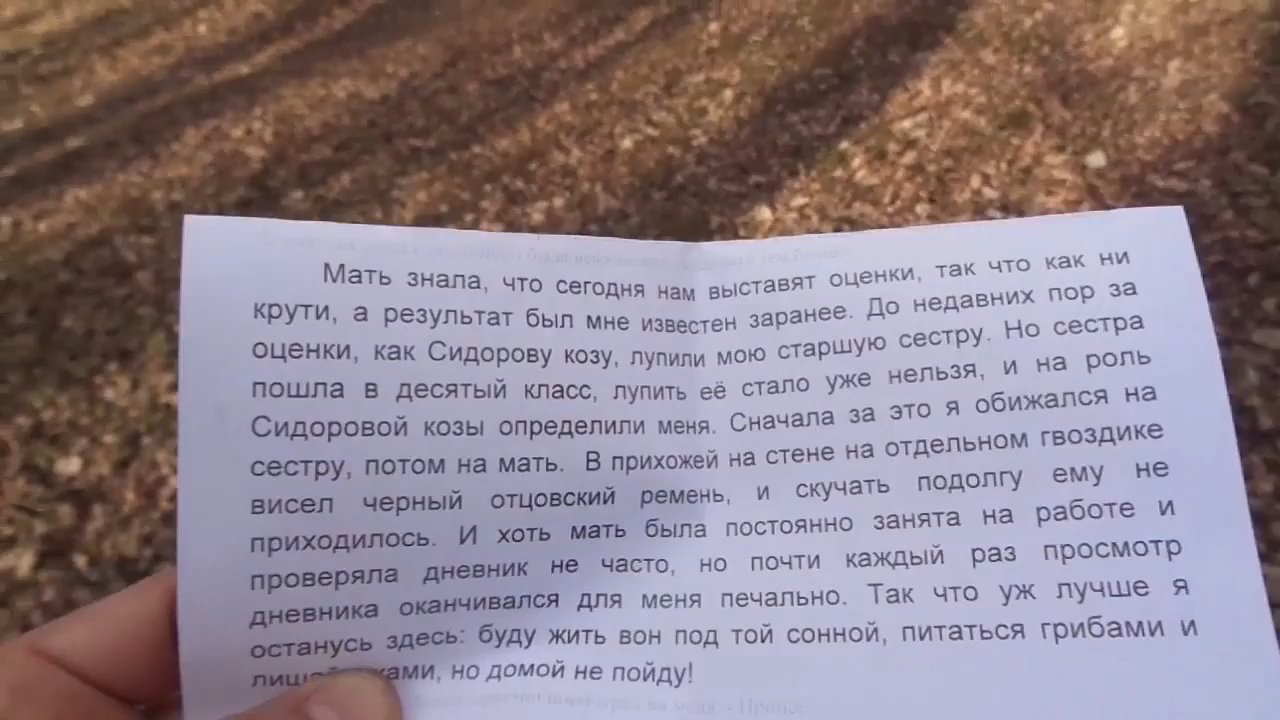 Мать знала, что сегодня нам выставят оценки, так что как ни
крути, а результат был мне известен заранее. До недавних пор за
оценки, как Сидорову козу, лупили мою старшую сестру. Но сестра
пошла в десятый класс, лупить её стало уже нельзя, и на роль
Сидоровой козы определили меня. Сначала за это я обижался на
сестру, потом на мать. В прихожей на стене на отдельном гвоздике
висел черный отцовский ремень, и скучать подолгу ему не
приходилось. И хоть мать была постоянно занята на работе и
проверяла дневник не часто, но почти каждый раз просмотр
дневника оканчивался для меня печально. Так что уж лучше я
останусь здесь: буду жить вон под той сонной, питаться грибами и
но домой не пойду!